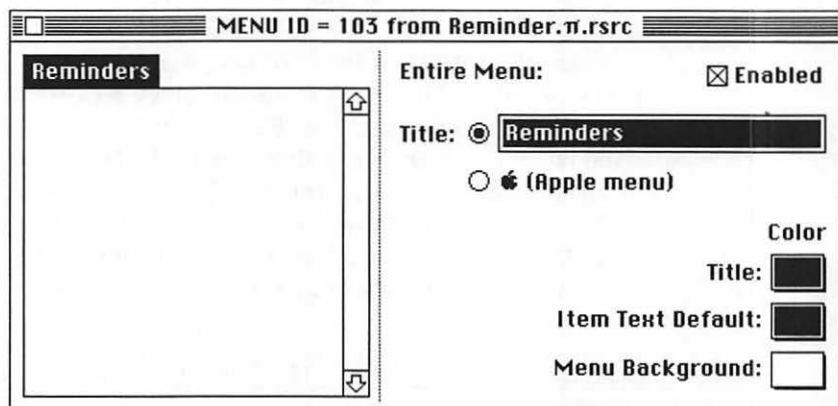 MENU ID = 103 from Reminder.π.rsrc
Reminders
Entire Menu:
Enabled
Title:
Reminders
(Apple menu)
Color
Title:
Item Text Default:
Menu Background: